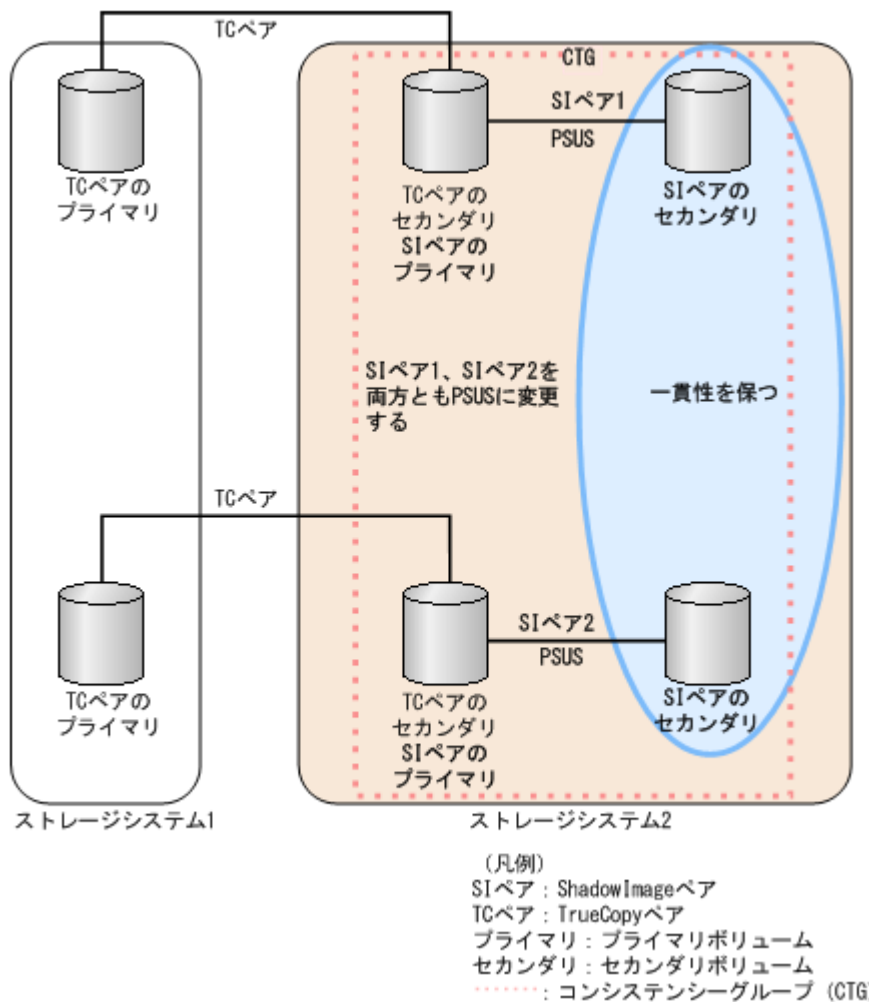 TCペア
CTG
SIペア1
PSUS
TCペアの
プライマリ
TCペアの
セカンダリ
SIペアの
プライマリ
SIペアの
セカンダリ
SIペア1、SIペア2を
両方ともPSUSに変更
する
一貫性を保つ
TCペア
SIペア2
PSUS
TCペアの
プライマリ
TCペアの
セカンダリ
SIペアの
プライマリ
SIペアの
セカンダリ
ストレージシステム1
ストレージシステム2
(凡例)
SIペア：ShadowImageペア
TCペア：TrueCopyペア
プライマリ：プライマリボリューム
セカンダリ：セカンダリボリューム
：コンシステンシーグループ (CTG)